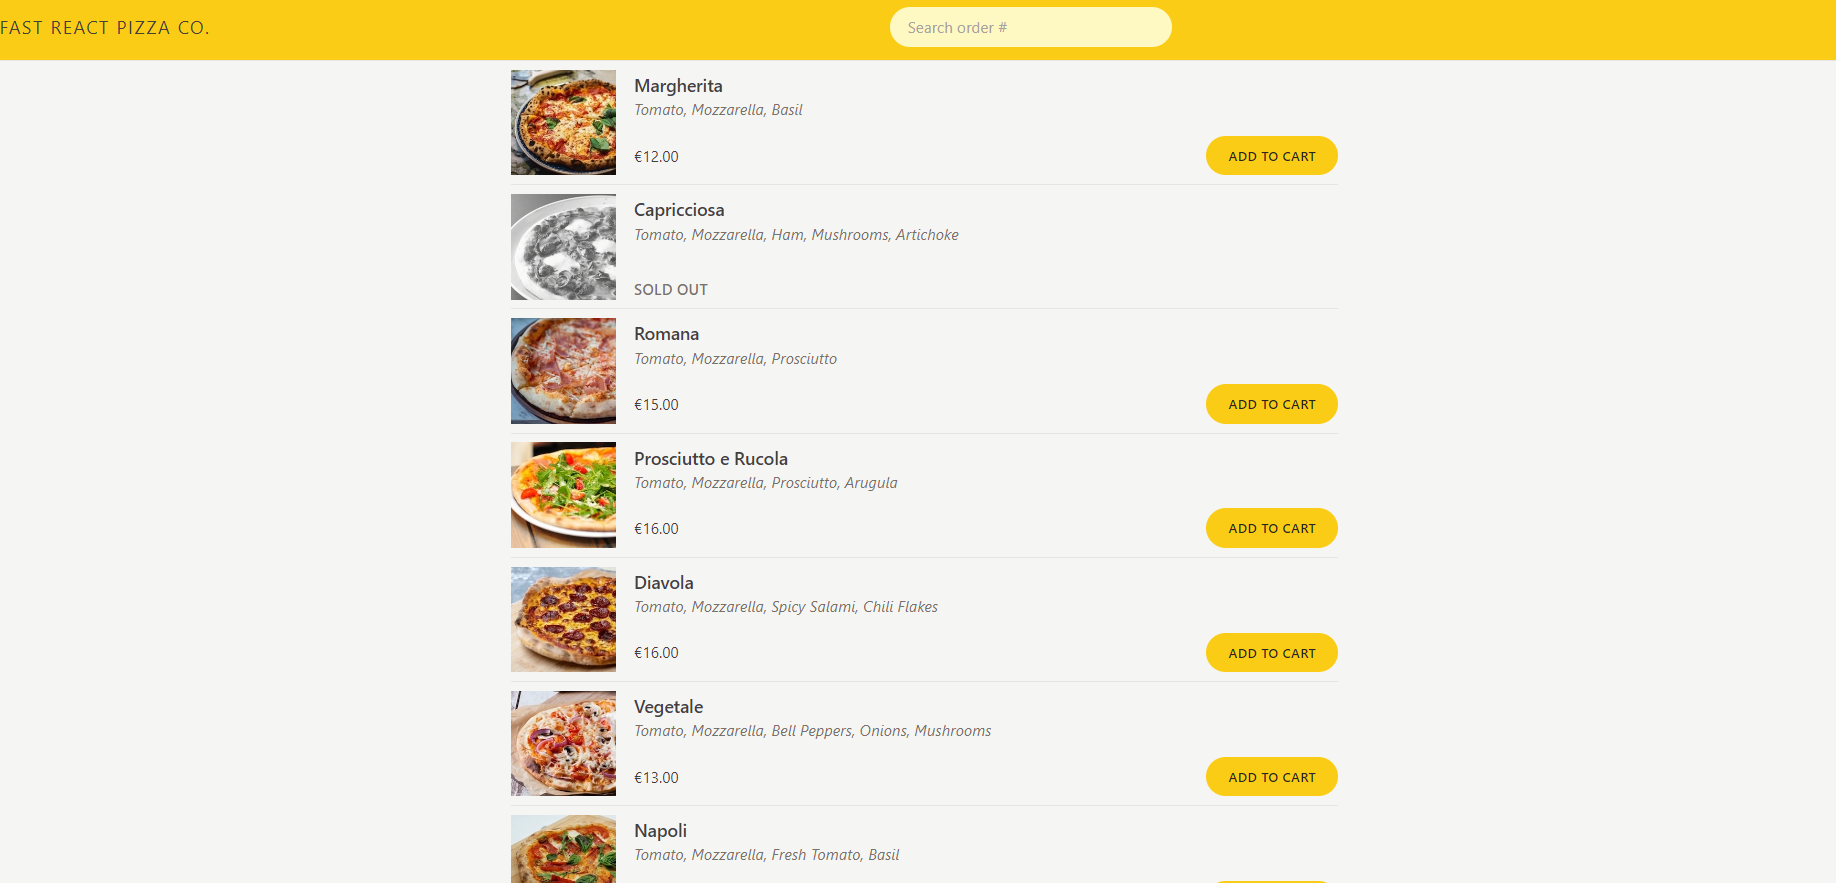 FAST REACT PIZZA CO.
Search order #
Margherita
Tomato, Mozzarella, Basil
€12.00
ADD TO CART
Capricciosa
Tomato, Mozzarella, Ham, Mushrooms, Artichoke
SOLD OUT
Romana
Tomato, Mozzarella, Prosciutto
€15.00
ADD TO CART
Prosciutto e Rucola
Tomato, Mozzarella, Prosciutto, Arugula
€16.00
ADD TO CART
Diavola
Tomato, Mozzarella, Spicy Salami, Chili Flakes
€16.00
ADD TO CART
Vegetale
Tomato, Mozzarella, Bell Peppers, Onions, Mushrooms
€13.00
ADD TO CART
Napoli
Tomato, Mozzarella, Fresh Tomato, Basil